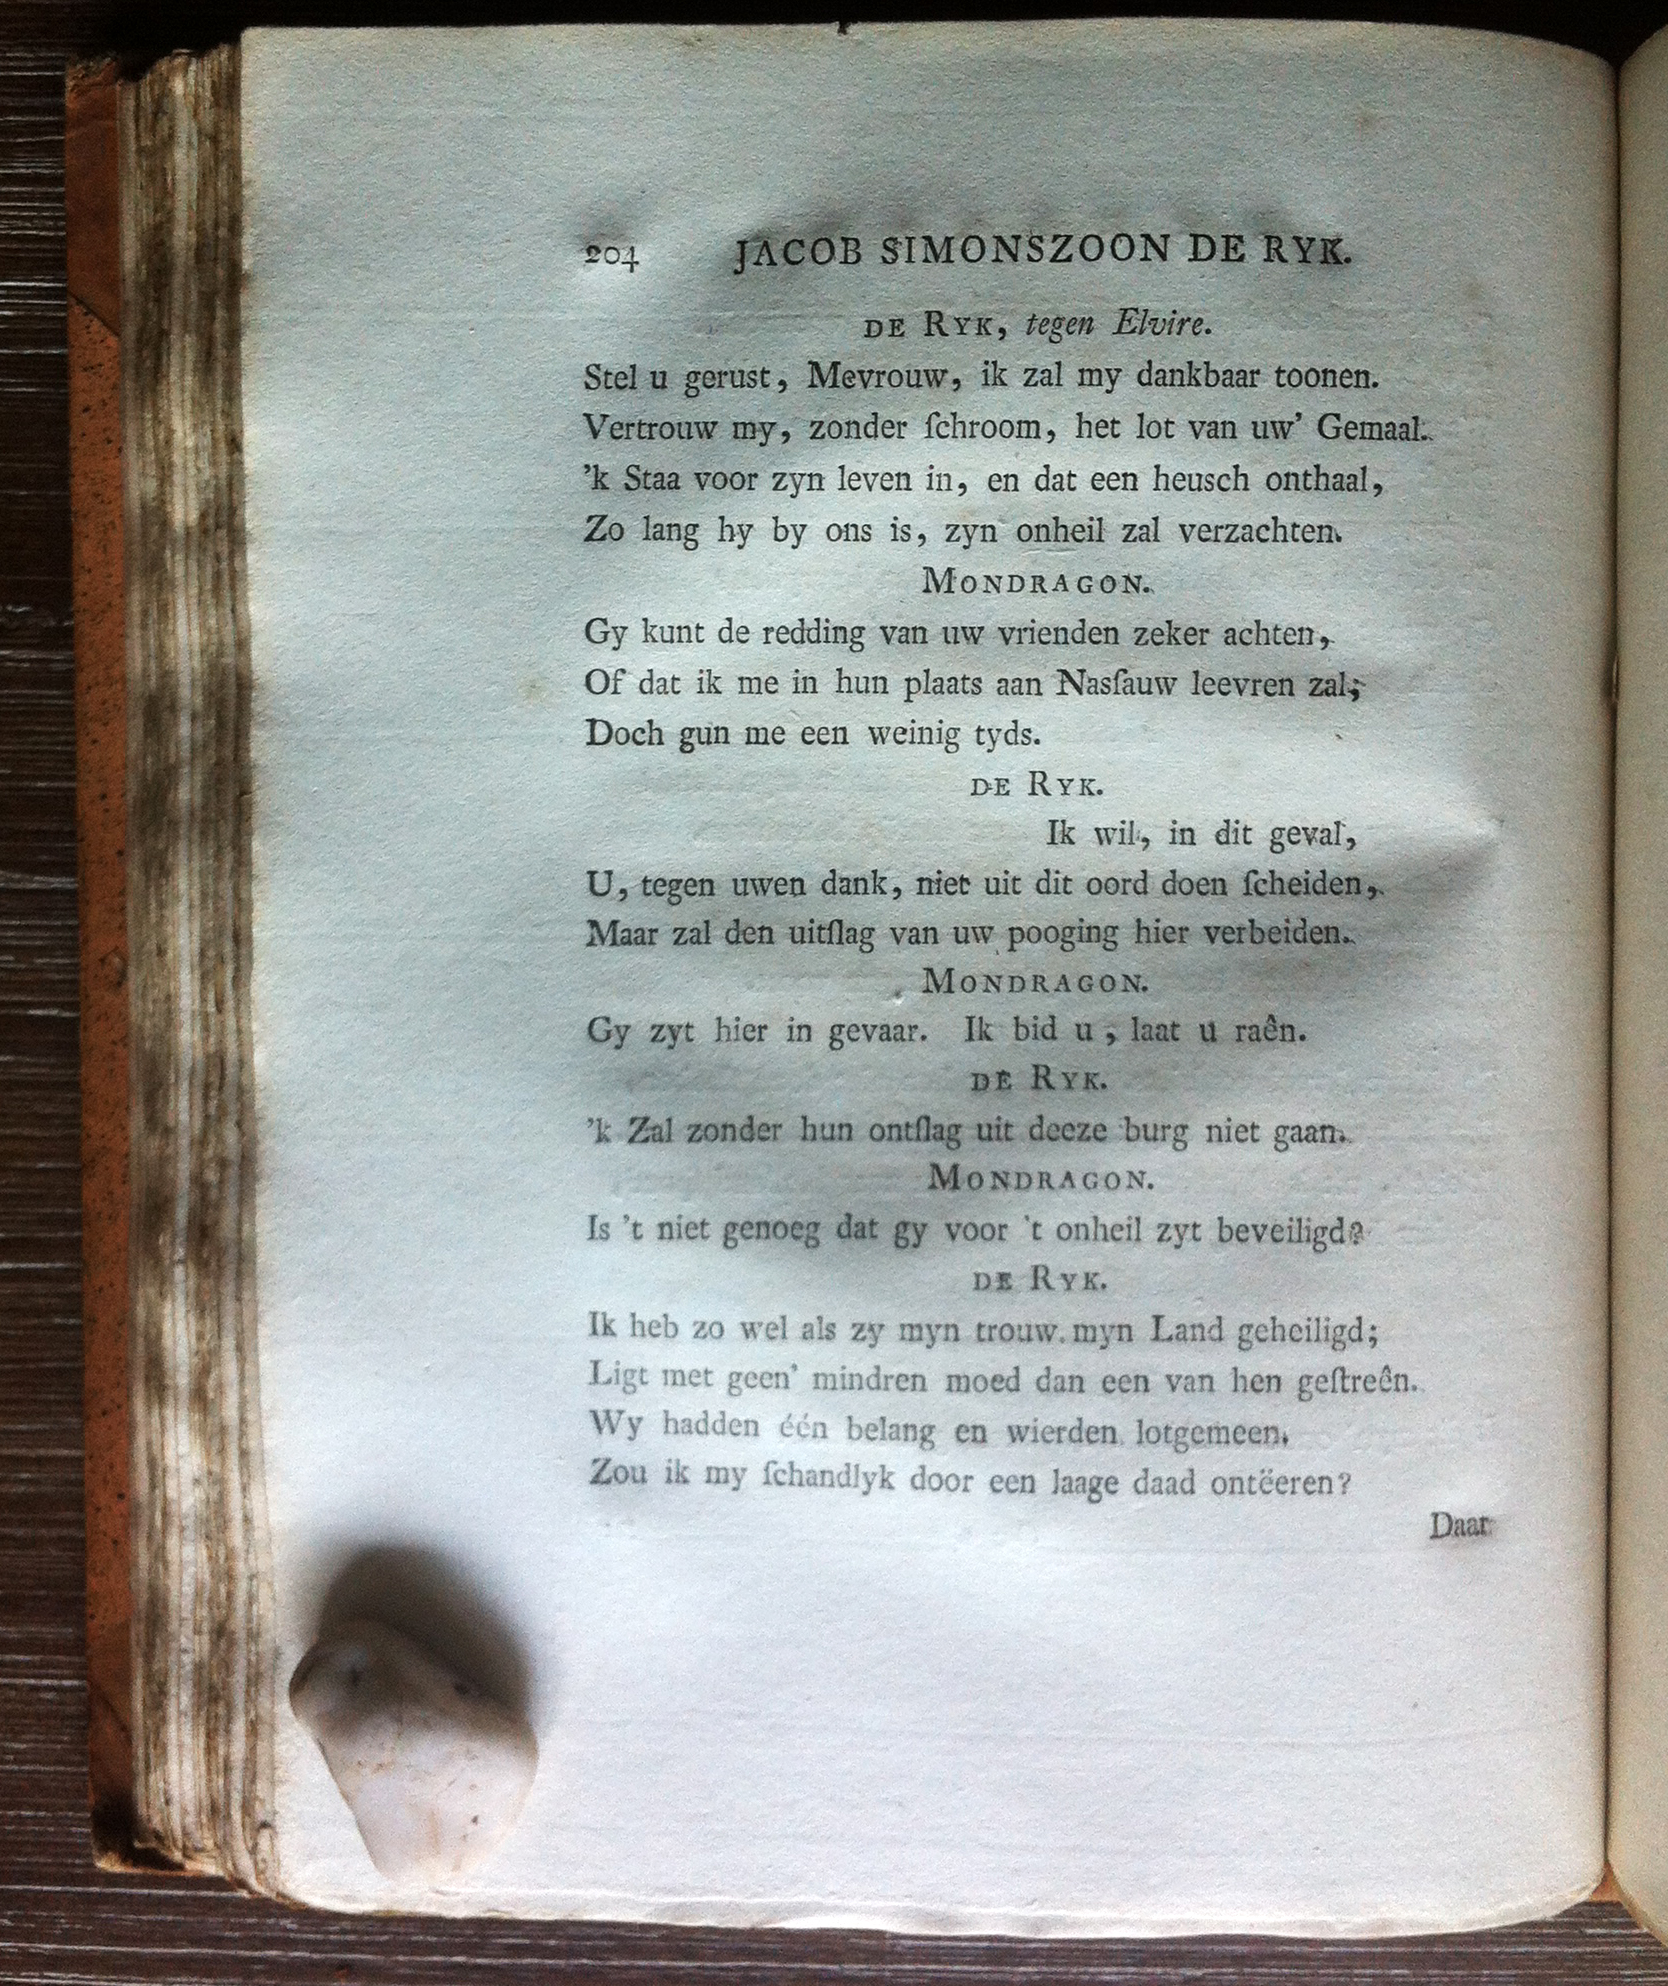 204 JACOB SIMONSZOON DE RYK.
DE RYK, tegen Elvire.
Stel u gerust, Mevrouw, ik zal my dankbaar toonen.
Vertrouw my, zonder ſchroom, het lot van uw' Gemaal.
'k Staa voor zyn leven in, en dat een heusch onthaal,
Zo lang hy by ons is, zyn onheil zal verzachten.
MONDRAGON.
Gy kunt de redding van uw vrienden zeker achten,
Of dat ik me in hun plaats aan Nasſauw leevren zal;
Doch gun me een weinig tyds.
DE RYK.
Ik wil, in dit geval,
U, tegen uwen dank, niet uit dit oord doen ſcheiden,
Maar zal den uitſlag van uw pooging hier verbeiden.
MONDRAGON.
Gy zyt hier in gevaar. Ik bid u, laat u raên.
DE RYK.
'k Zal zonder hun ontſlag uit deeze burg niet gaan.
MONDRAGON.
Is 't niet genoeg dat gy voor 't onheil zyt beveiligd?
DE RYK.
Ik heb zo wel als zy myn trouw myn Land geheiligd;
Ligt met geen' mindren moed dan een van hen geſtreên.
Wy hadden één belang en wierden lotgemeen.
Zou ik my ſchandlyk door een laage daad ontëeren?
Daar